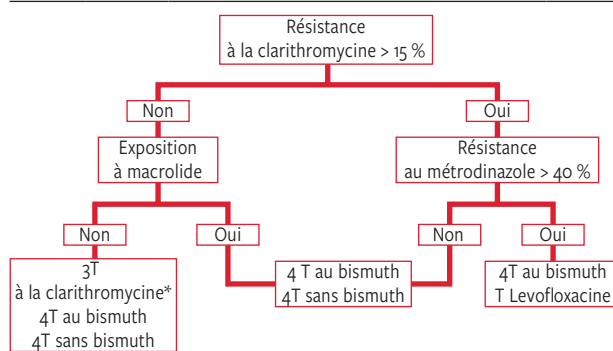 Résistance
à la clarithromycine > 15 %
Non
Oui
Exposition
à macrolide
Résistance
au métrodinazole > 40 %
Non
Oui
Non
Oui
3T
à la clarithromycine*
4T au bismuth
4T sans bismuth
4 T au bismuth
4T sans bismuth
4T au bismuth
T Levofloxacine